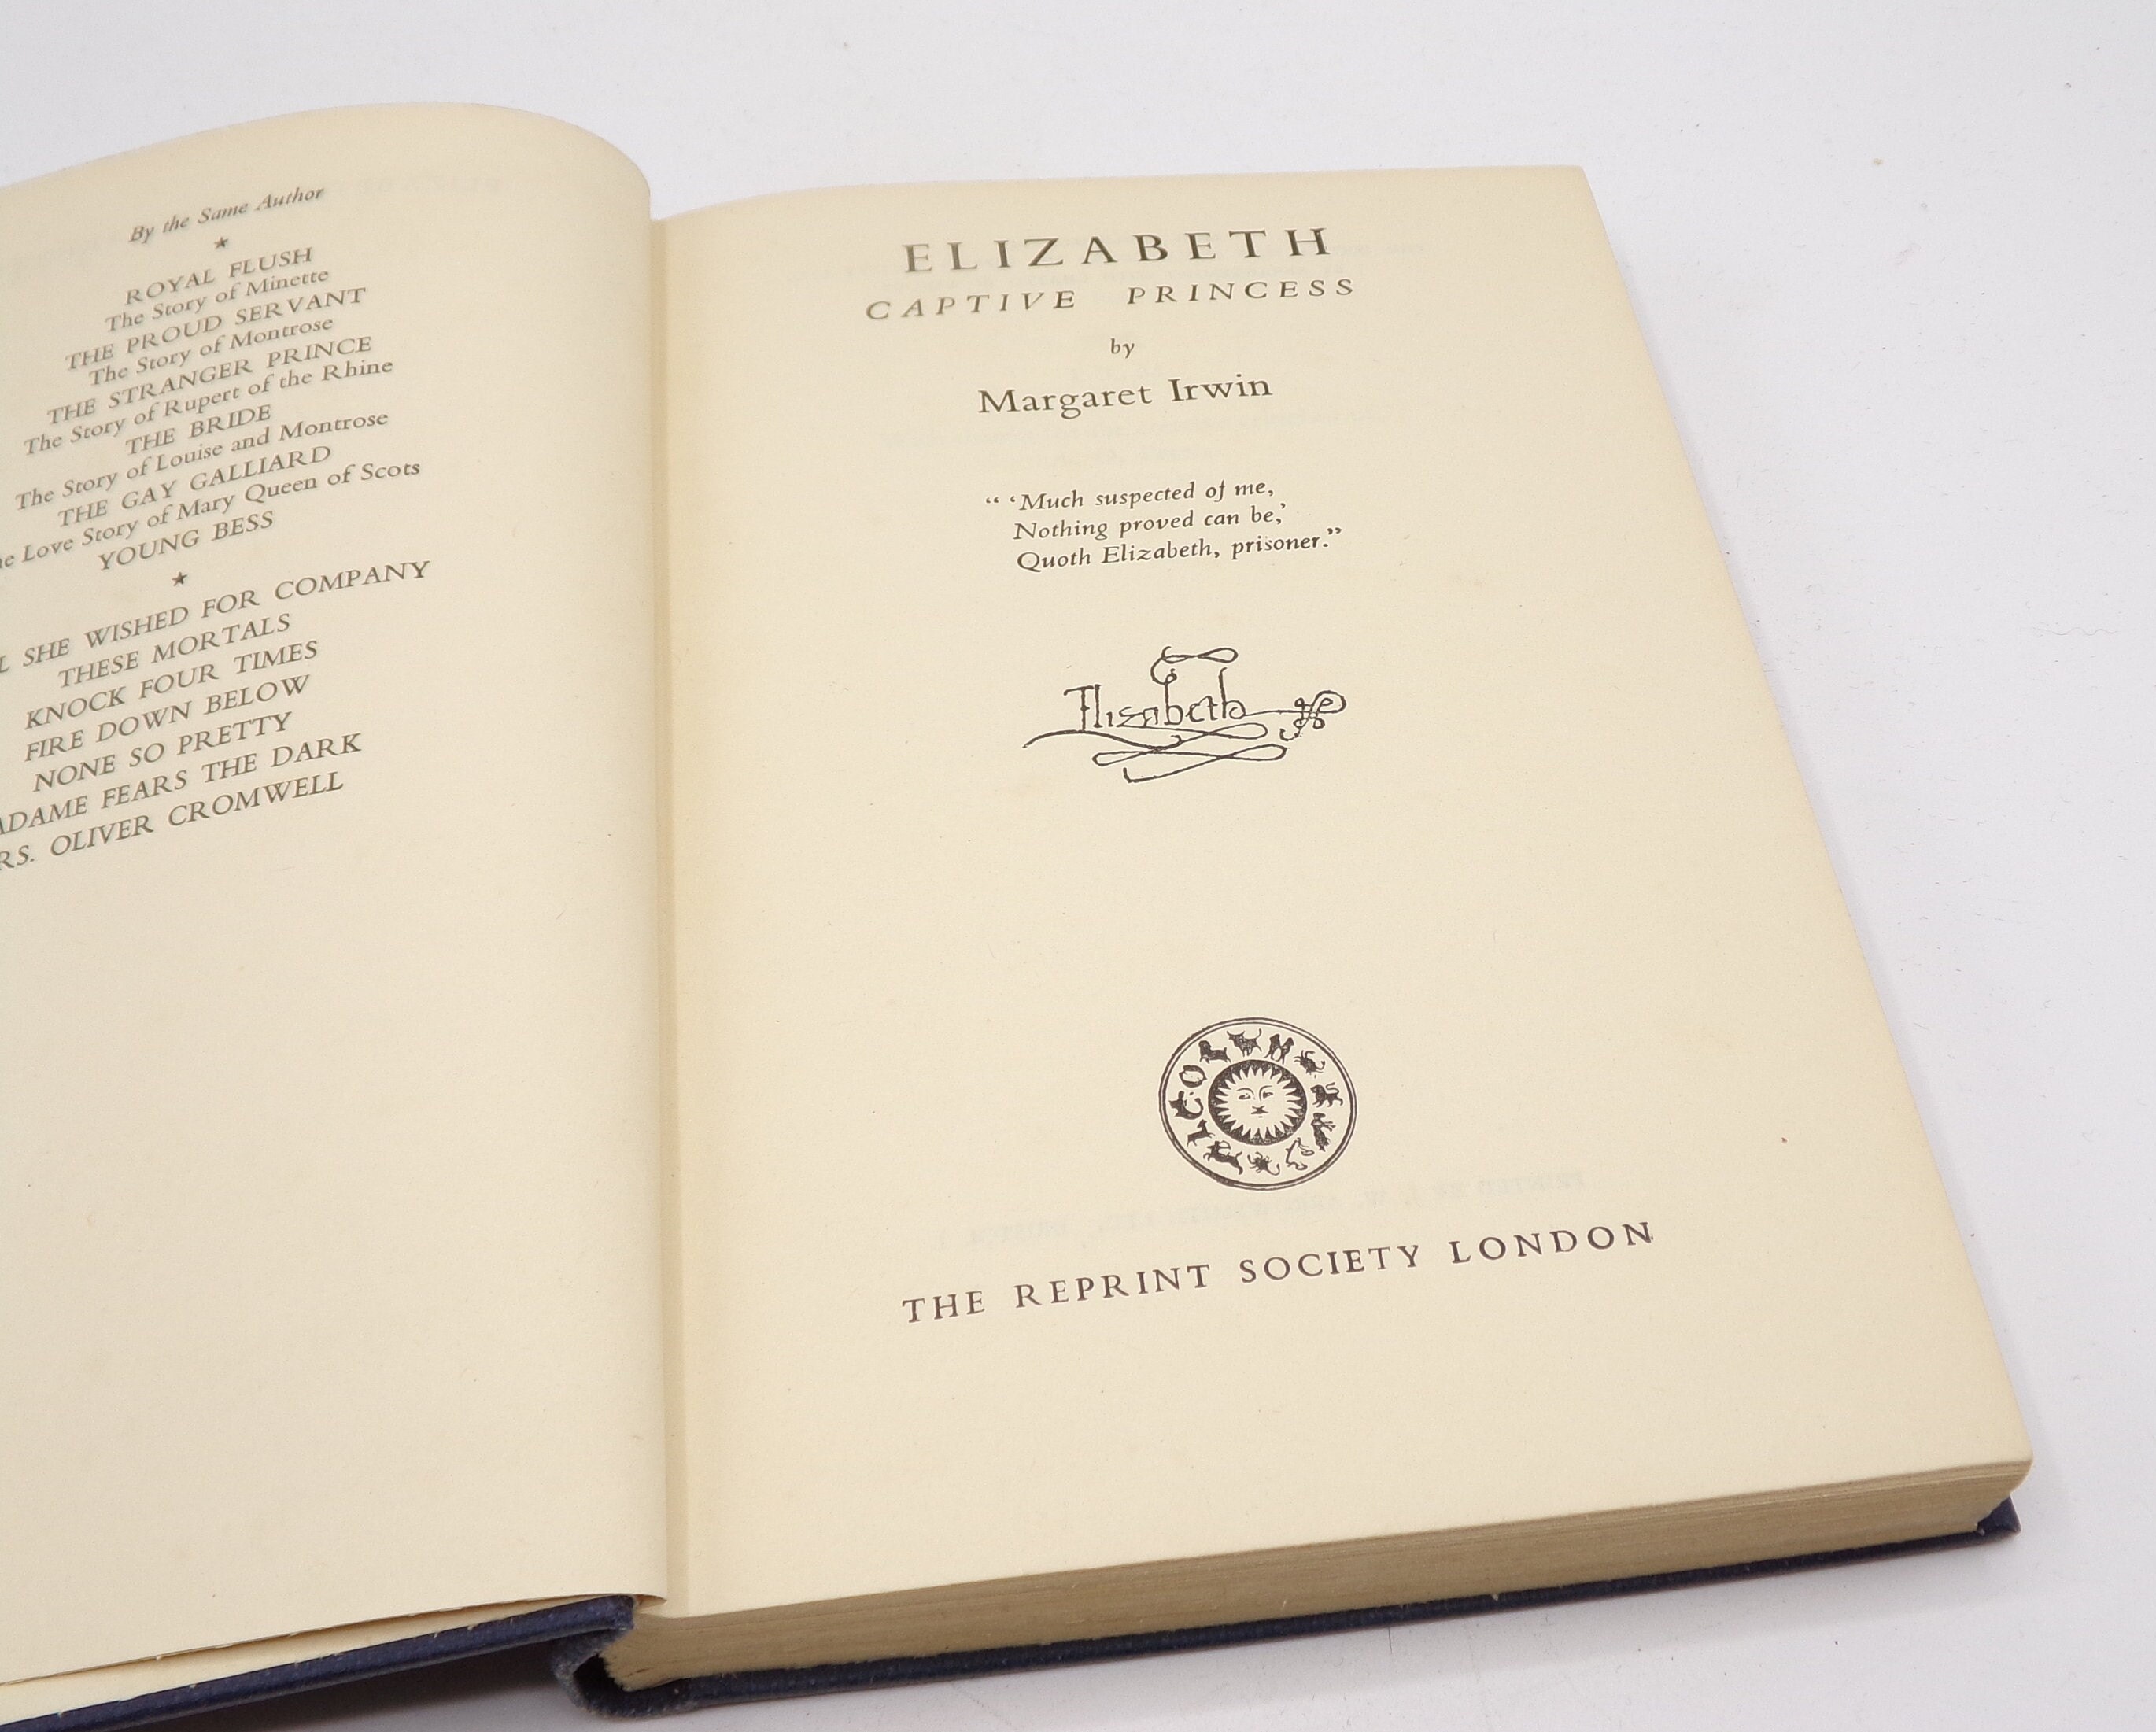 By the Same Author
ROYAL FLUSH
The Story of Minette
THE PROUD SERVANT
The Story of Montrose
THE STRANGER PRINCE
The Story of Rupert of the Rhine
THE BRIDE
The Story of Louise and Montrose
THE GAY GALLIARD
Love Story of Mary Queen of Scots
YOUNG BESS
SHE WISHED FOR COMPANY
THESE MORTALS
KNOCK FOUR TIMES
FIRE DOWN BELOW
NONE SO PRETTY
FEARS THE DARK
OLIVER CROMWELL
ELIZABETH
CAPTIVE PRINCESS
by
Margaret Irwin
“ ‘Much suspected of me,
Nothing proved can be,’
Quoth Elizabeth, prisoner.”
Elizabeth
THE REPRINT SOCIETY LONDON